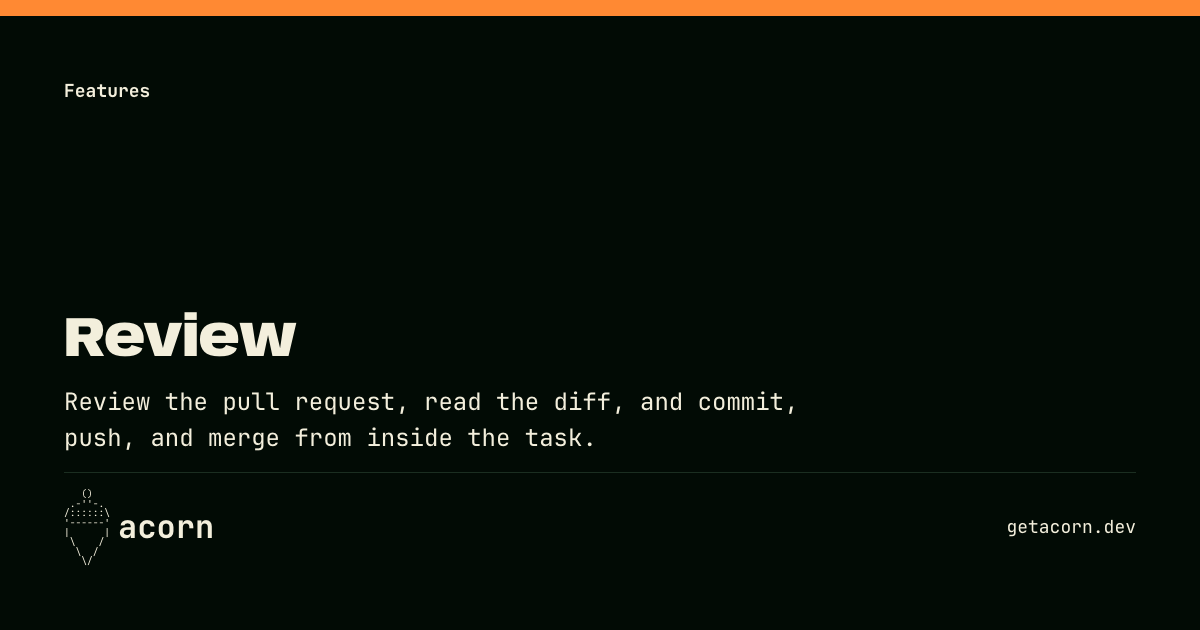 Features
Review
Review the pull request, read the diff, and commit,
push, and merge from inside the task.
acorn
getacorn.dev